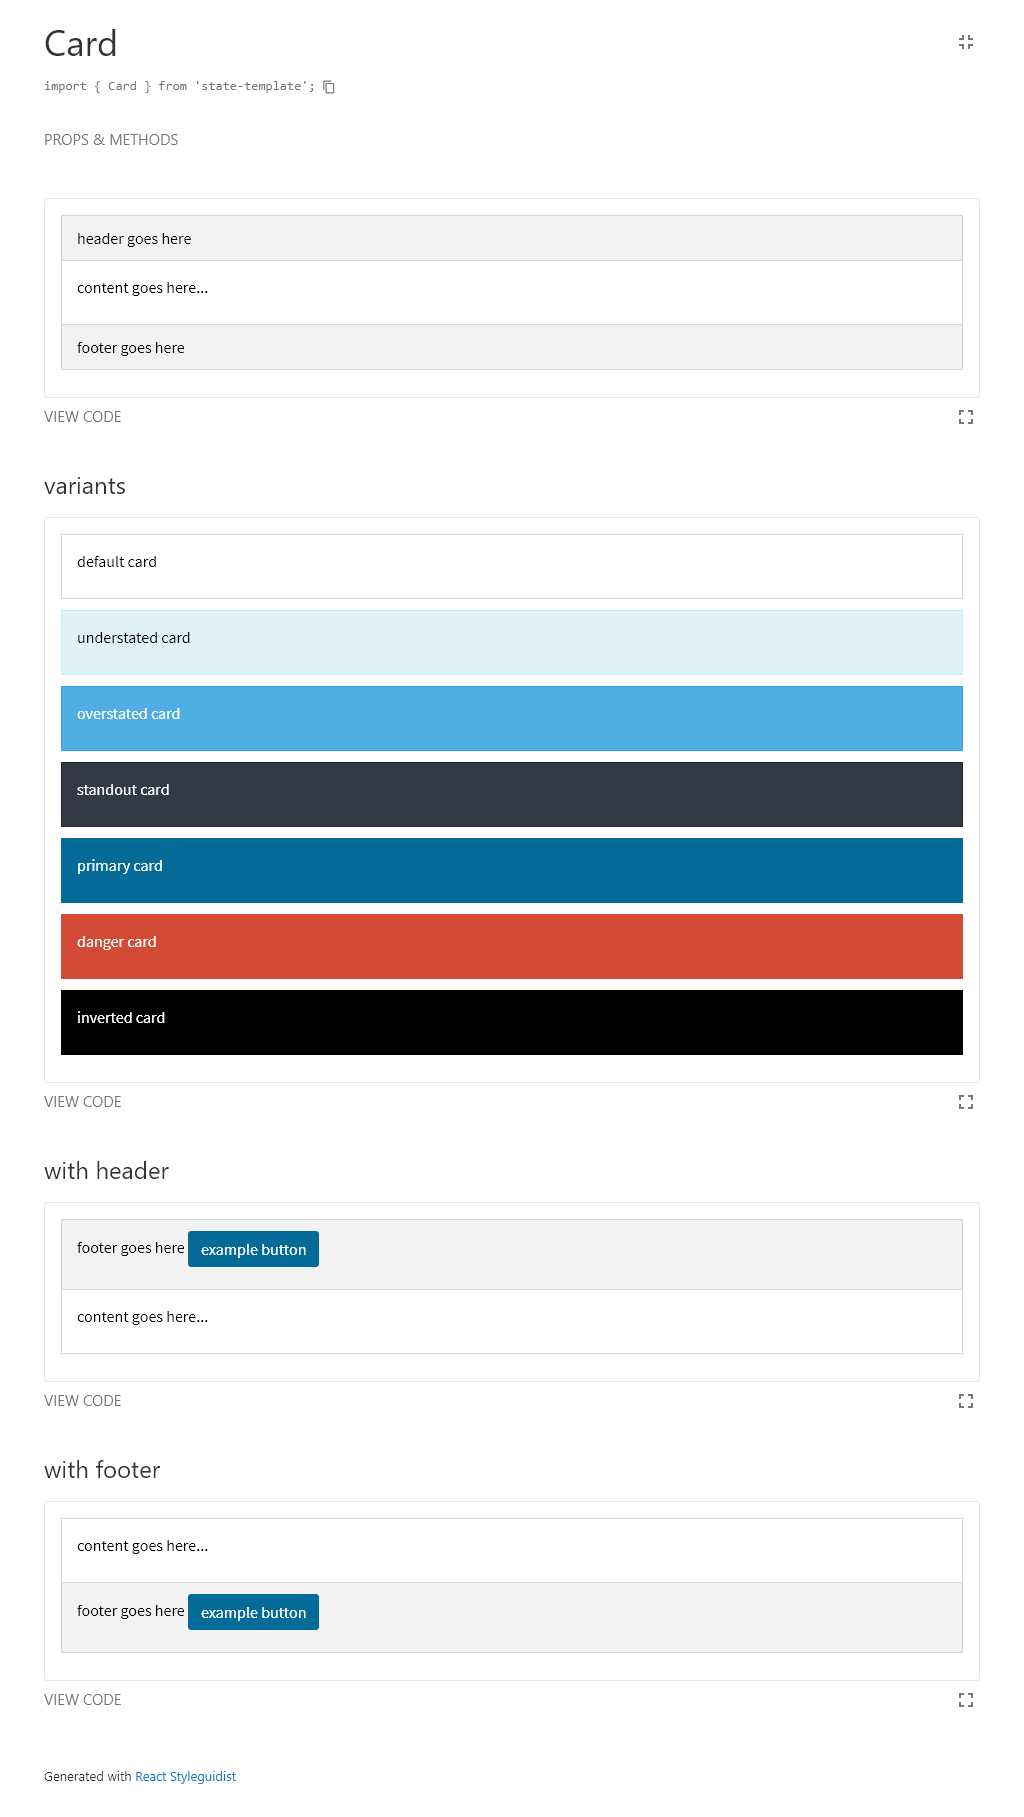 Card
import { Card } from 'state-template';
PROPS & METHODS
header goes here
content goes here...
footer goes here
VIEW CODE
variants
default card
understated card
overstated card
standout card
primary card
danger card
inverted card
VIEW CODE
with header
footer goes here example button
content goes here...
VIEW CODE
with footer
content goes here...
footer goes here example button
VIEW CODE
Generated with React Styleguidist